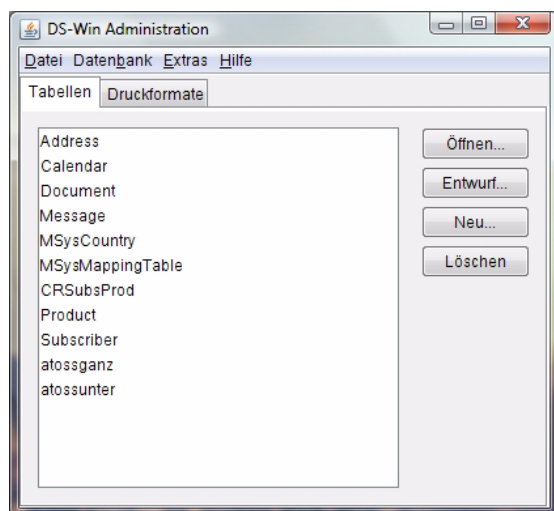 DS-Win Administration
Datei Datenbank Extras Hilfe
Tabellen Druckformate
Address
Calendar
Document
Message
MSysCountry
MSysMappingTable
CRSubsProd
Product
Subscriber
atossganz
atossunter
Öffnen...
Entwurf...
Neu...
Löschen